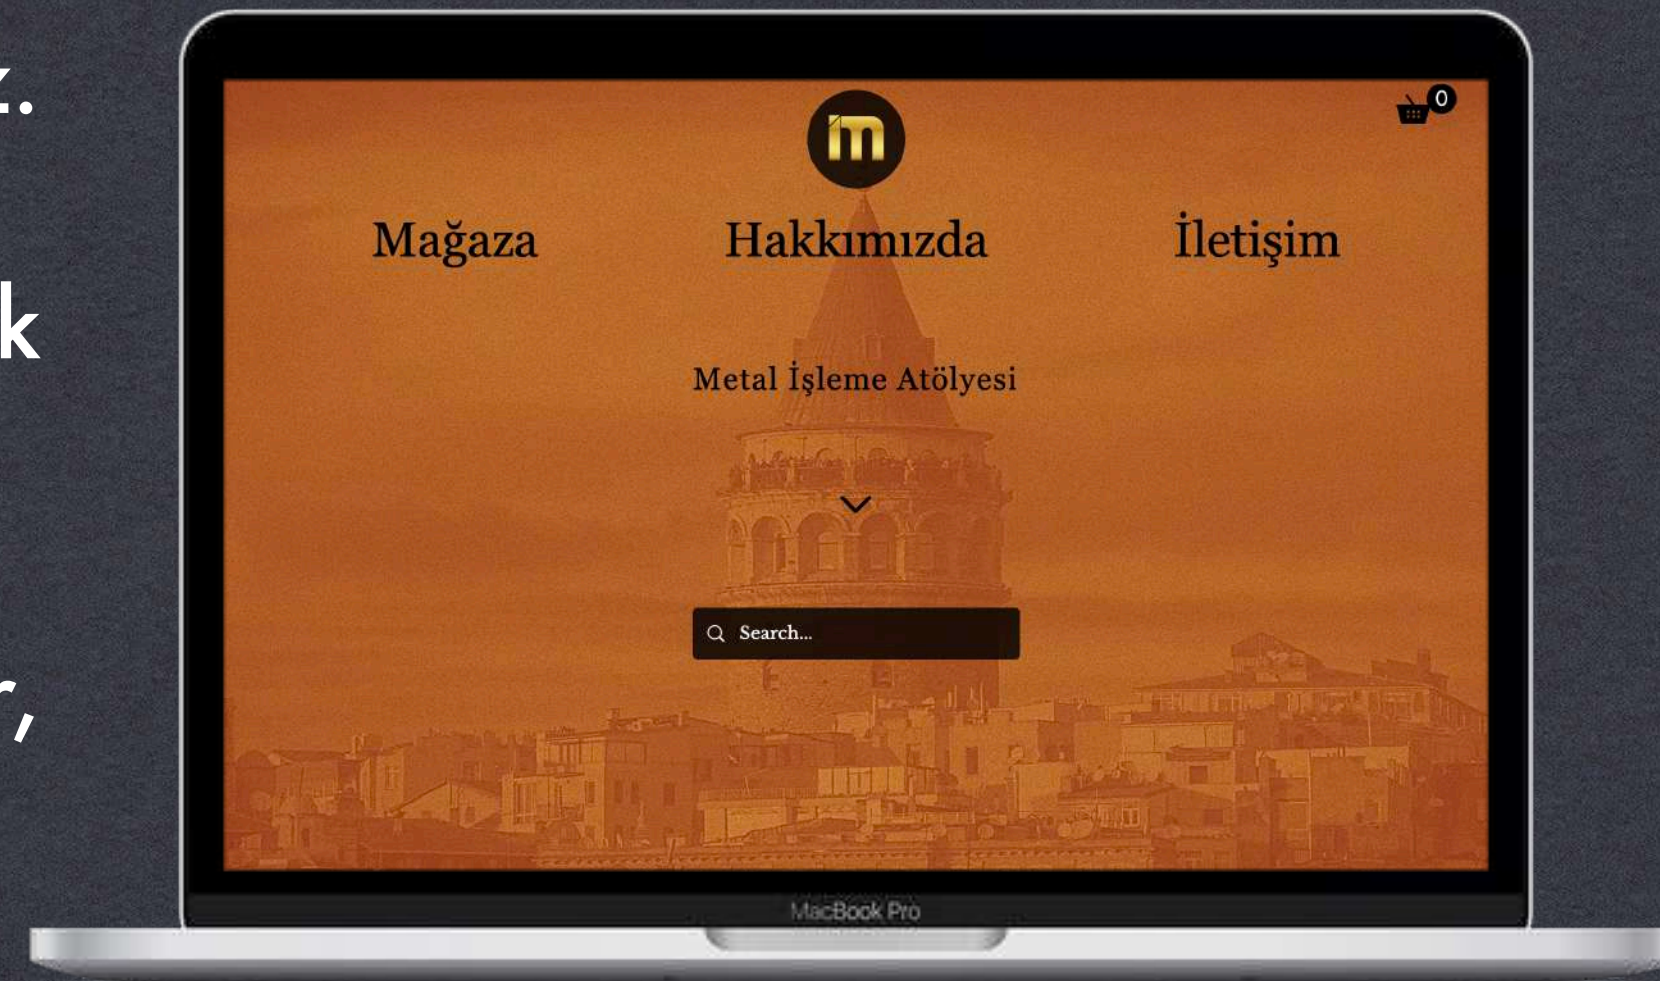 z.
0
m
Mağaza Hakkımızda İletişim
k
Metal İşleme Atölyesi
Search...
r,
MacBook Pro